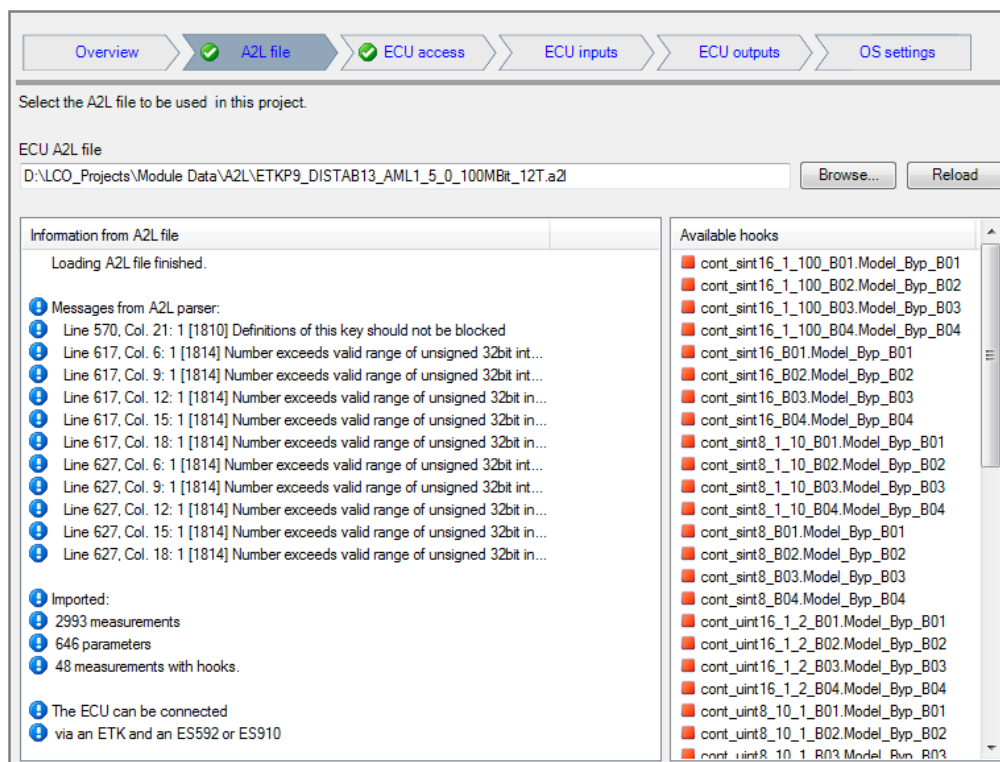 Overview
A2L file
ECU access
ECU inputs
ECU outputs
OS settings
Select the A2L file to be used in this project.
ECU A2L file
D:\LCO_Projects\Module Data\A2L\ETKP9_DISTAB13_AML1_5_0_100MBit_12T.a2l
Browse...
Reload
Information from A2L file
Loading A2L file finished.
Messages from A2L parser:
Line 570, Col. 21: 1 [1810] Definitions of this key should not be blocked
Line 617, Col. 6: 1 [1814] Number exceeds valid range of unsigned 32bit int...
Line 617, Col. 9: 1 [1814] Number exceeds valid range of unsigned 32bit int...
Line 617, Col. 12: 1 [1814] Number exceeds valid range of unsigned 32bit in...
Line 617, Col. 15: 1 [1814] Number exceeds valid range of unsigned 32bit in...
Line 617, Col. 18: 1 [1814] Number exceeds valid range of unsigned 32bit in...
Line 627, Col. 6: 1 [1814] Number exceeds valid range of unsigned 32bit int...
Line 627, Col. 9: 1 [1814] Number exceeds valid range of unsigned 32bit int...
Line 627, Col. 12: 1 [1814] Number exceeds valid range of unsigned 32bit in...
Line 627, Col. 15: 1 [1814] Number exceeds valid range of unsigned 32bit in...
Line 627, Col. 18: 1 [1814] Number exceeds valid range of unsigned 32bit in...
Imported:
2993 measurements
646 parameters
48 measurements with hooks.
The ECU can be connected
via an ETK and an ES592 or ES910
Available hooks
cont_sint16_1_100_B01.Model_Byp_B01
cont_sint16_1_100_B02.Model_Byp_B02
cont_sint16_1_100_B03.Model_Byp_B03
cont_sint16_1_100_B04.Model_Byp_B04
cont_sint16_B01.Model_Byp_B01
cont_sint16_B02.Model_Byp_B02
cont_sint16_B03.Model_Byp_B03
cont_sint16_B04.Model_Byp_B04
cont_sint8_1_10_B01.Model_Byp_B01
cont_sint8_1_10_B02.Model_Byp_B02
cont_sint8_1_10_B03.Model_Byp_B03
cont_sint8_1_10_B04.Model_Byp_B04
cont_sint8_B01.Model_Byp_B01
cont_sint8_B02.Model_Byp_B02
cont_sint8_B03.Model_Byp_B03
cont_sint8_B04.Model_Byp_B04
cont_uint16_1_2_B01.Model_Byp_B01
cont_uint16_1_2_B02.Model_Byp_B02
cont_uint16_1_2_B03.Model_Byp_B03
cont_uint16_1_2_B04.Model_Byp_B04
cont_uint8_10_1_B01.Model_Byp_B01
cont_uint8_10_1_B02.Model_Byp_B02
cont_uint8_10_1_B03.Model_Byp_B03